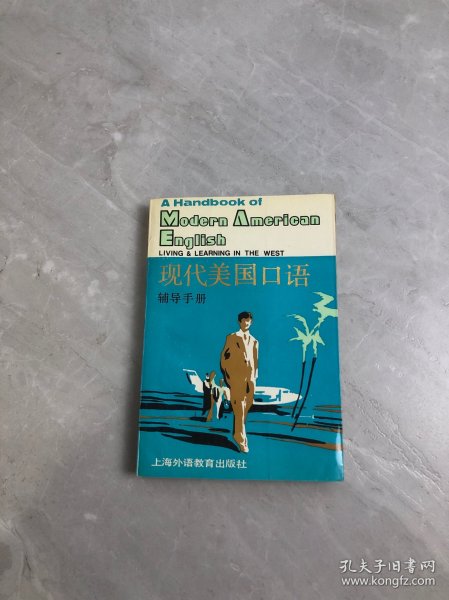 A Handbook of
Modern American
English
LIVING & LEARNING IN THE WEST
现代美国口语
辅导手册
上海外语教育出版社
孔夫子旧书网
www.kongfz.com